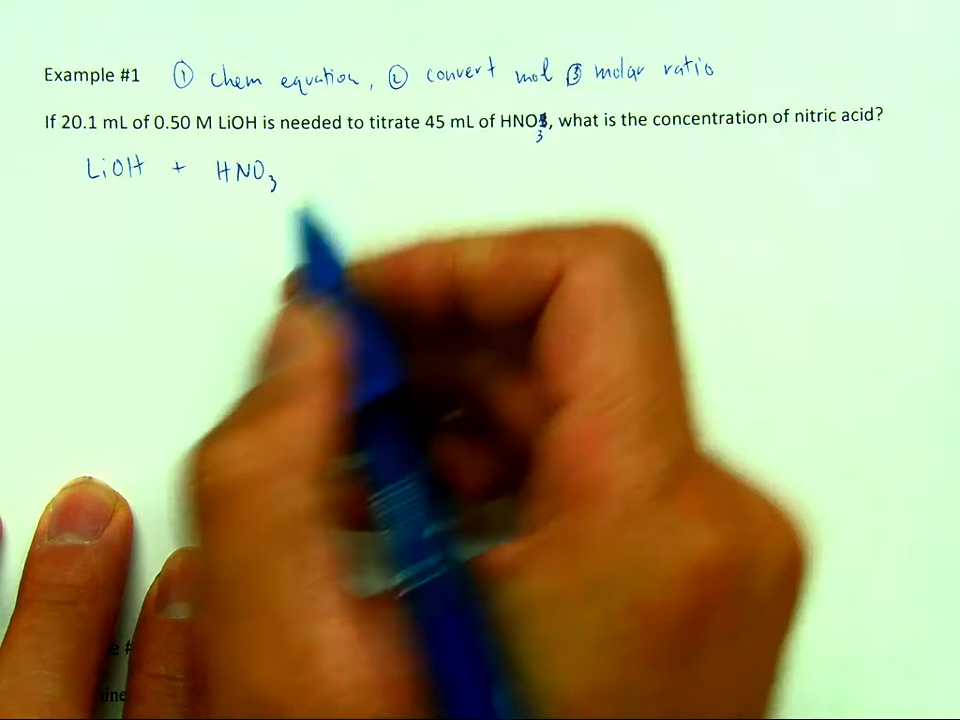 Example #1 ① chem equation, ② convert mol ③ molar ratio
If 20.1 mL of 0.50 M LiOH is needed to titrate 45 mL of HNO3, what is the concentration of nitric acid?
LiOH + HNO3